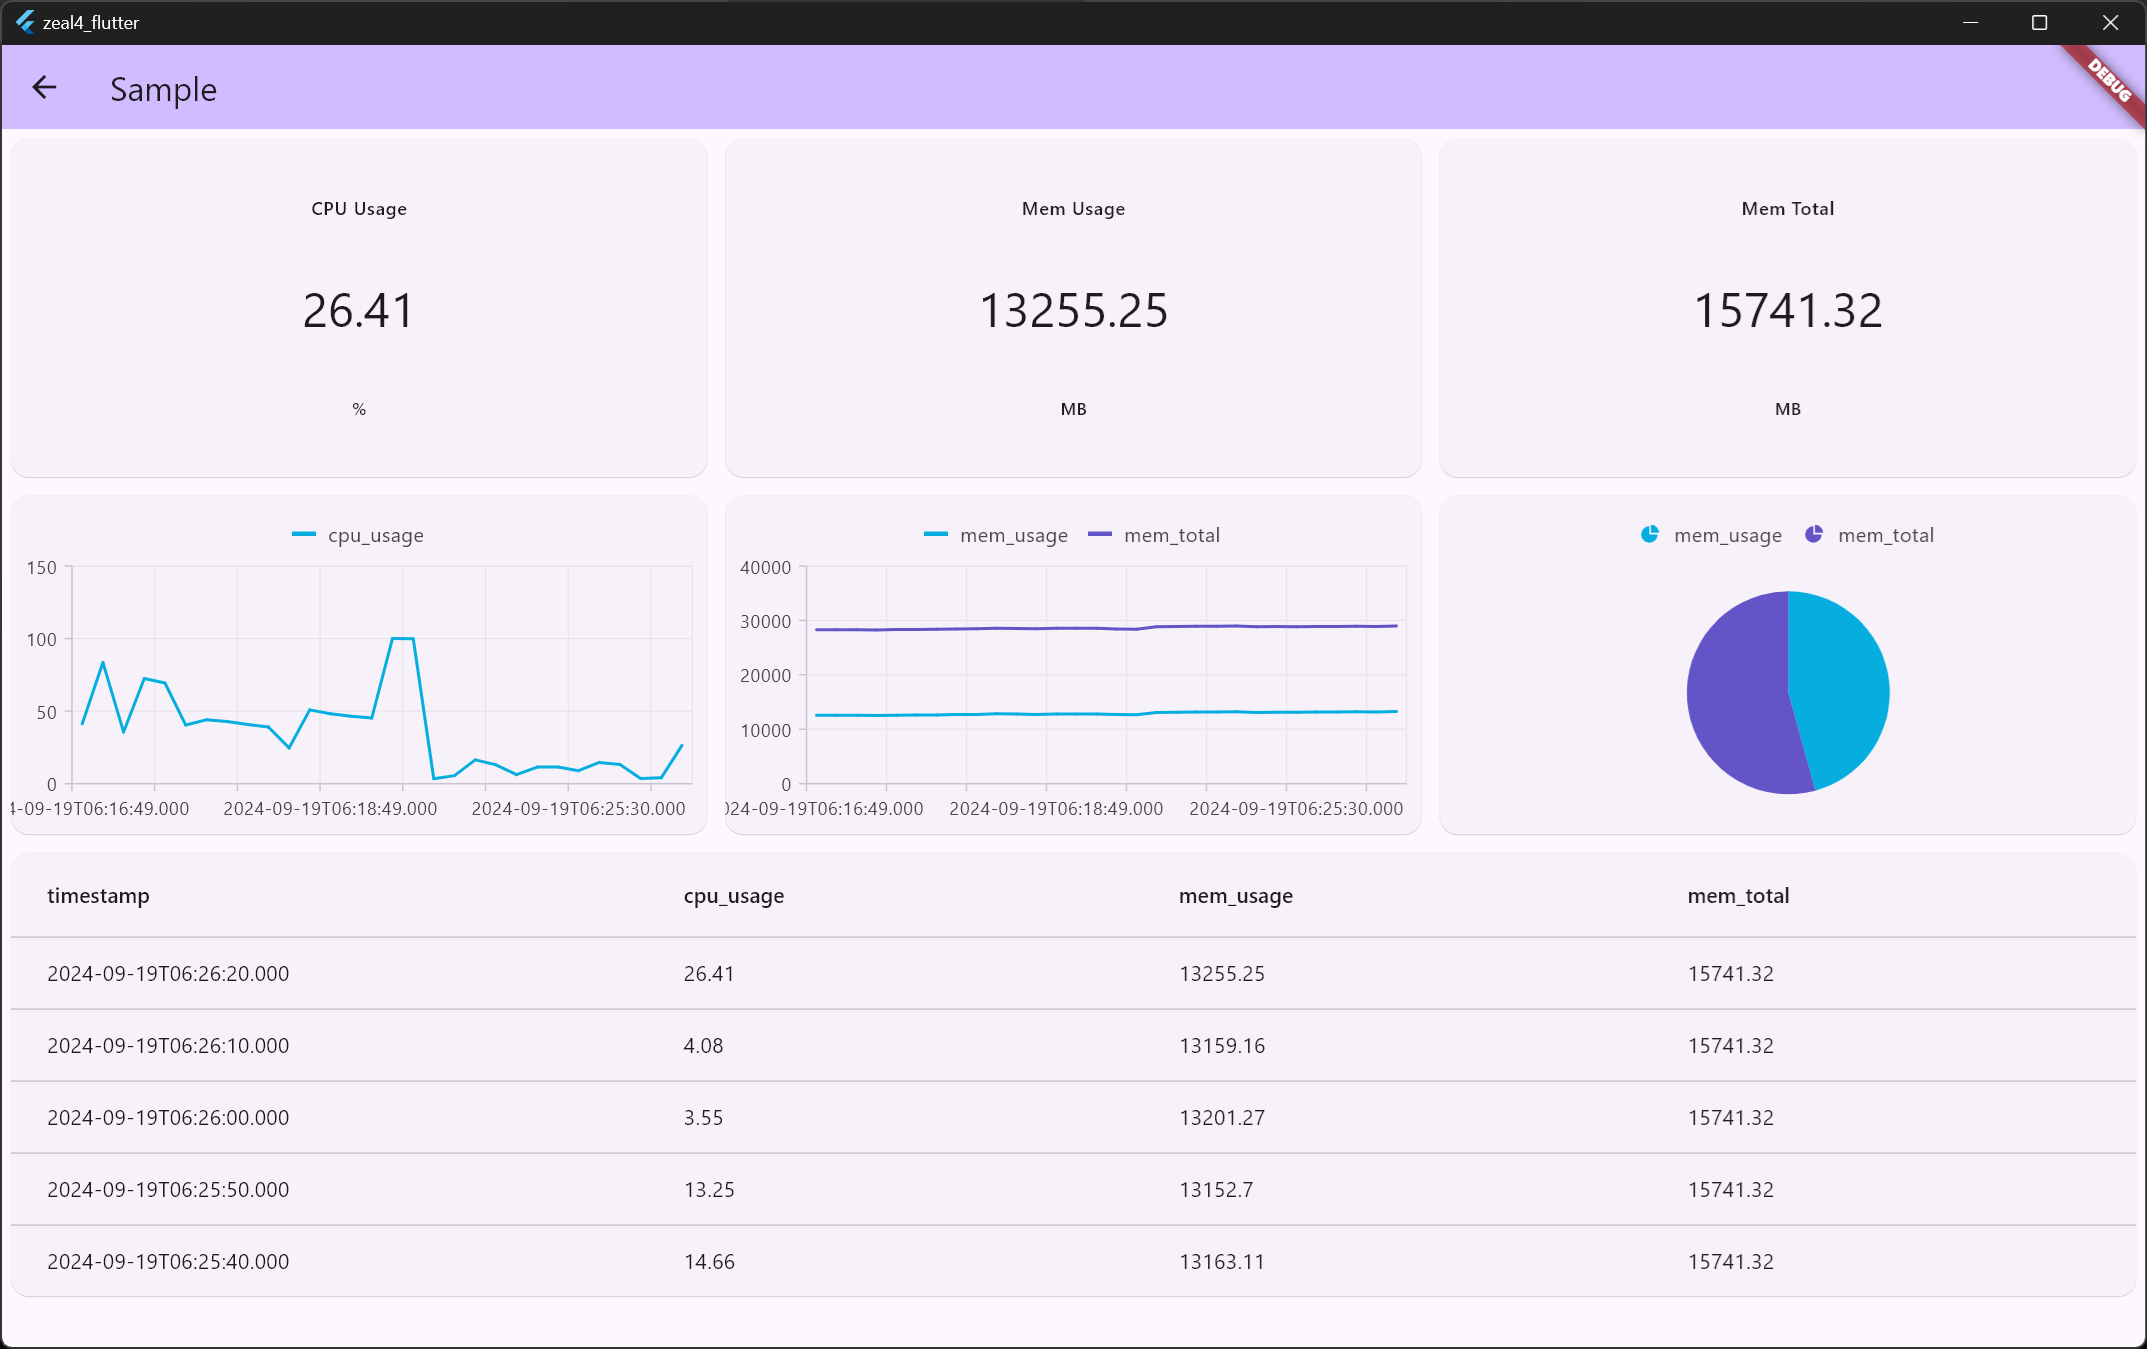 zeal4_flutter
Sample
DEBUG
CPU Usage
26.41
%
Mem Usage
13255.25
MB
Mem Total
15741.32
MB
cpu_usage
150
100
50
0
4-09-19T06:16:49.000 2024-09-19T06:18:49.000 2024-09-19T06:25:30.000
mem_usage mem_total
40000
30000
20000
10000
0
024-09-19T06:16:49.000 2024-09-19T06:18:49.000 2024-09-19T06:25:30.000
mem_usage mem_total
timestamp cpu_usage mem_usage mem_total
2024-09-19T06:26:20.000 26.41 13255.25 15741.32
2024-09-19T06:26:10.000 4.08 13159.16 15741.32
2024-09-19T06:26:00.000 3.55 13201.27 15741.32
2024-09-19T06:25:50.000 13.25 13152.7 15741.32
2024-09-19T06:25:40.000 14.66 13163.11 15741.32